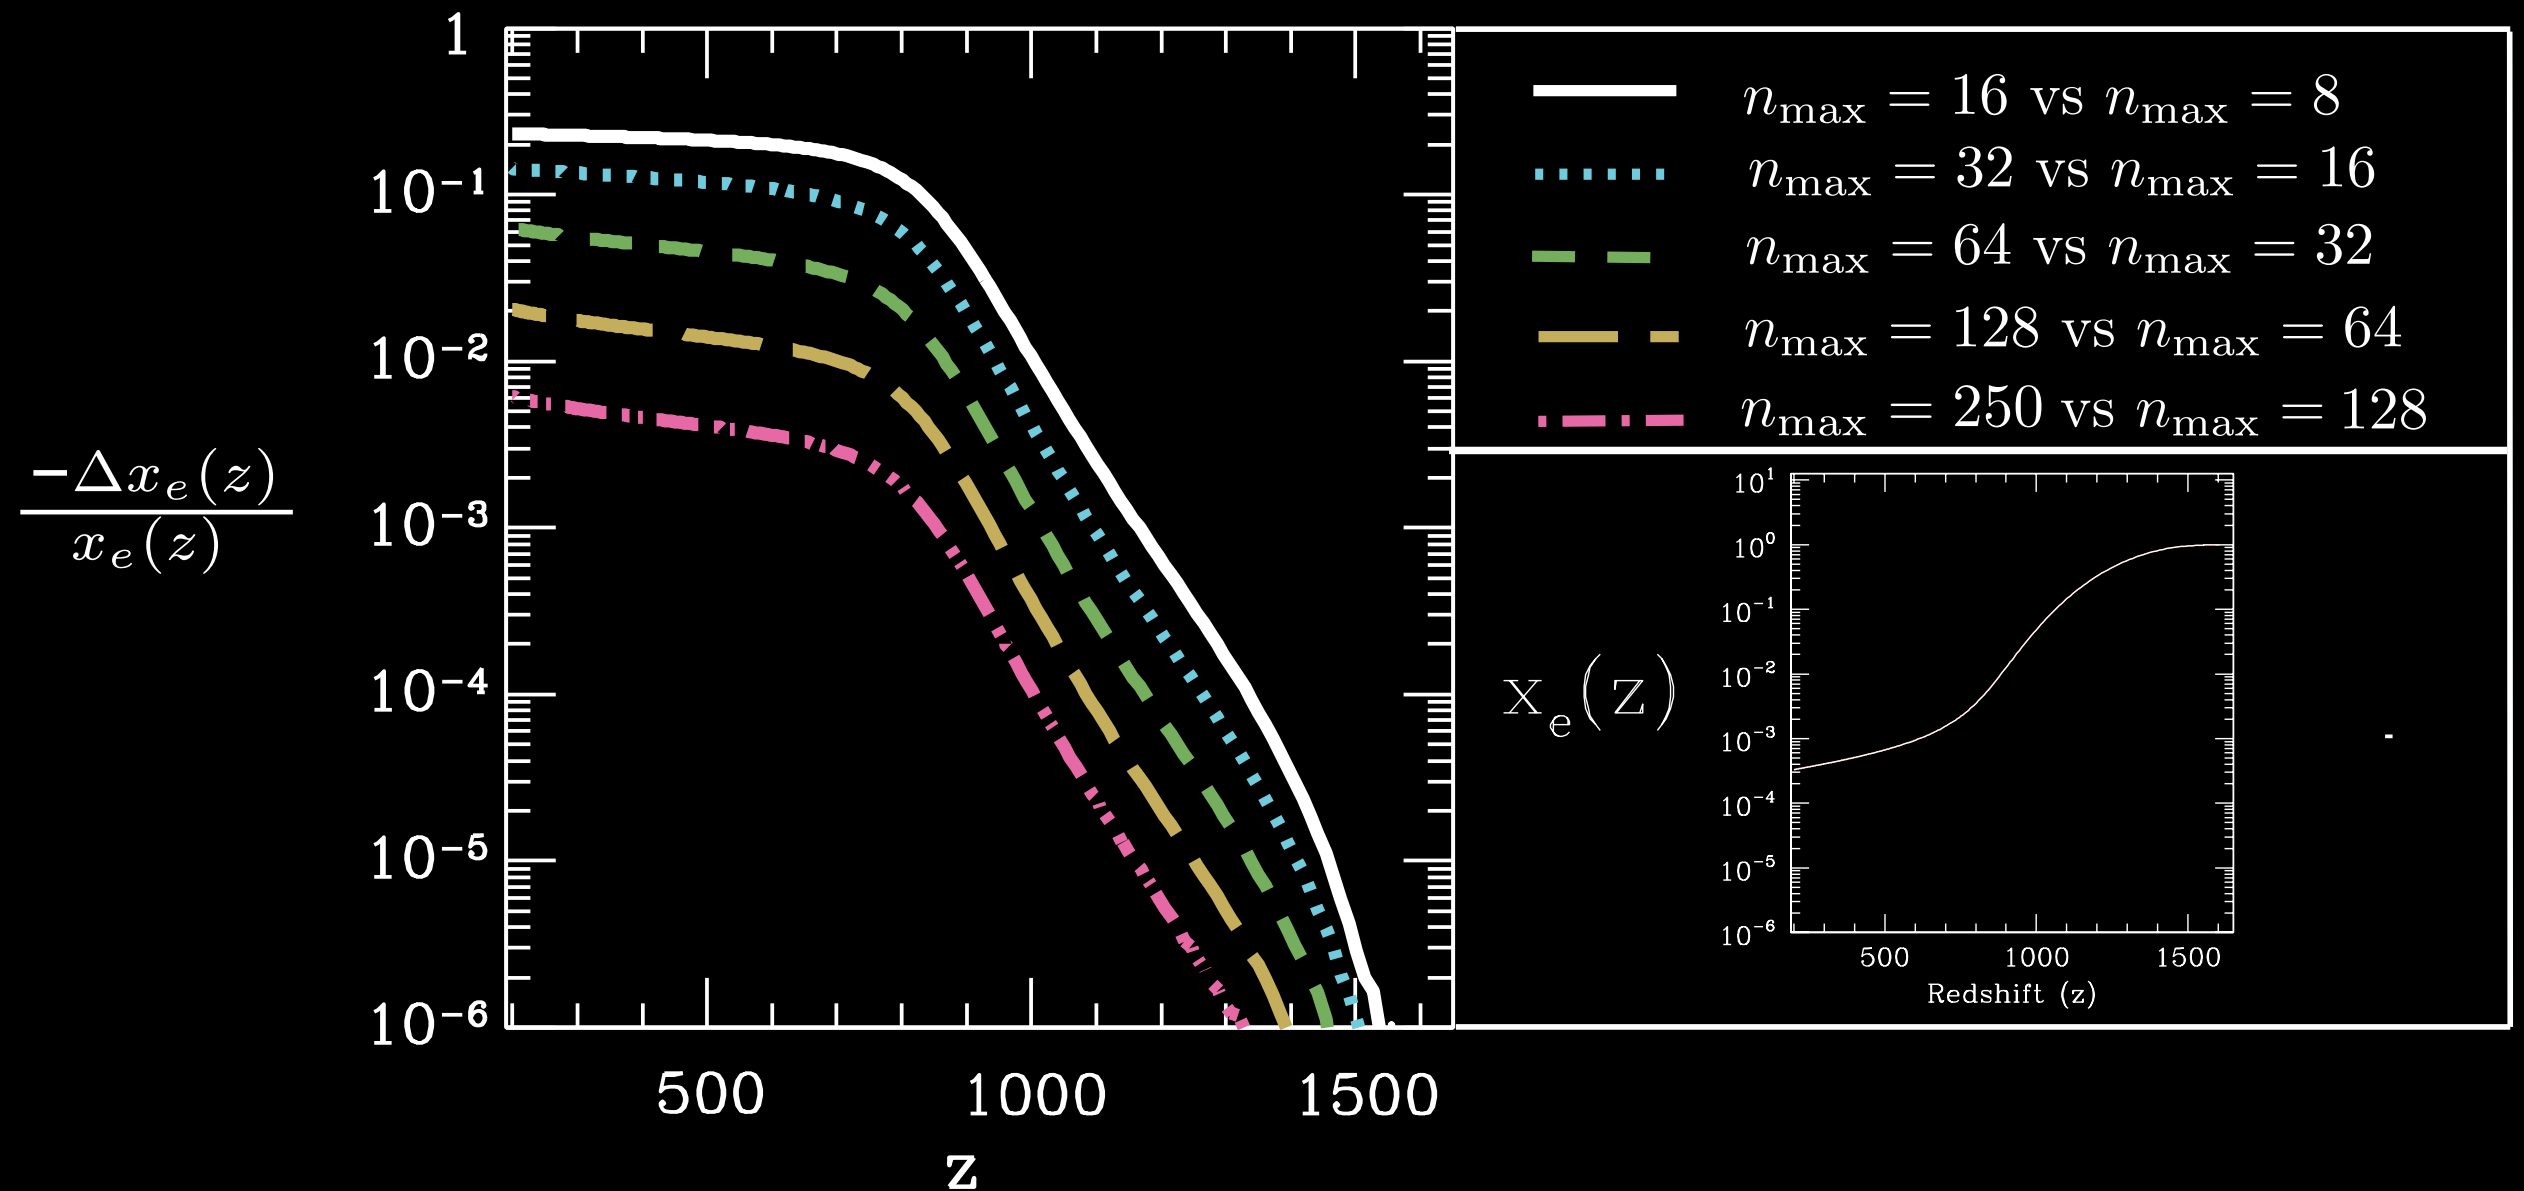 1
10⁻¹
10⁻²
10⁻³
10⁻⁴
10⁻⁵
10⁻⁶
−Δxₑ(z)
xₑ(z)
500 1000 1500
z
n_max = 16 vs n_max = 8
n_max = 32 vs n_max = 16
n_max = 64 vs n_max = 32
n_max = 128 vs n_max = 64
n_max = 250 vs n_max = 128
Xₑ(Z)
10¹
10⁰
10⁻¹
10⁻²
10⁻³
10⁻⁴
10⁻⁵
10⁻⁶
500 1000 1500
Redshift (z)